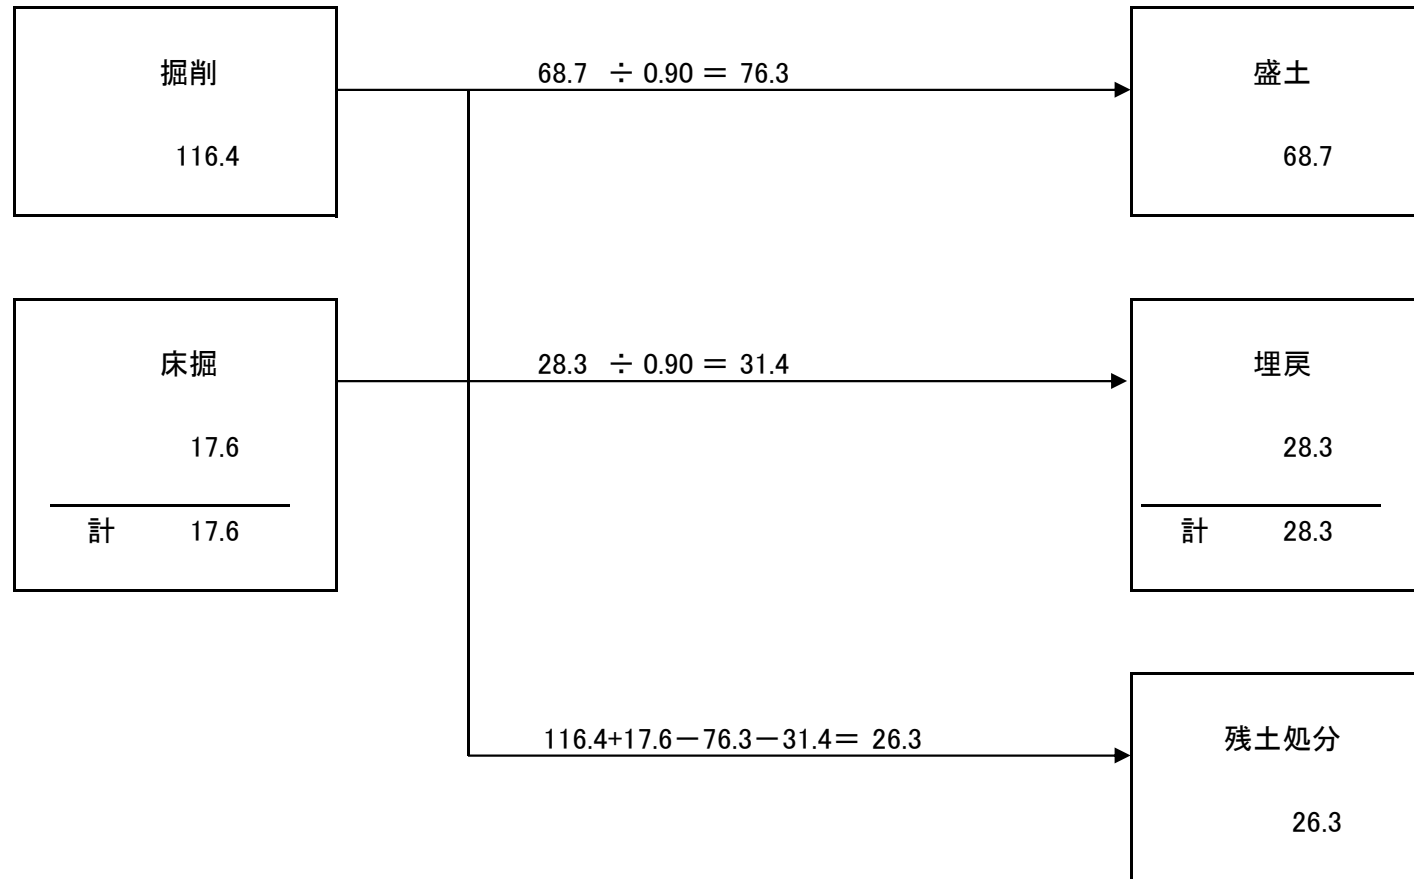 掘削
68.7 ÷ 0.90 = 76.3
盛土
116.4
68.7
床掘
28.3 ÷ 0.90 = 31.4
埋戻
17.6
28.3
計 17.6
計 28.3
116.4+17.6－76.3－31.4＝ 26.3
残土処分
26.3